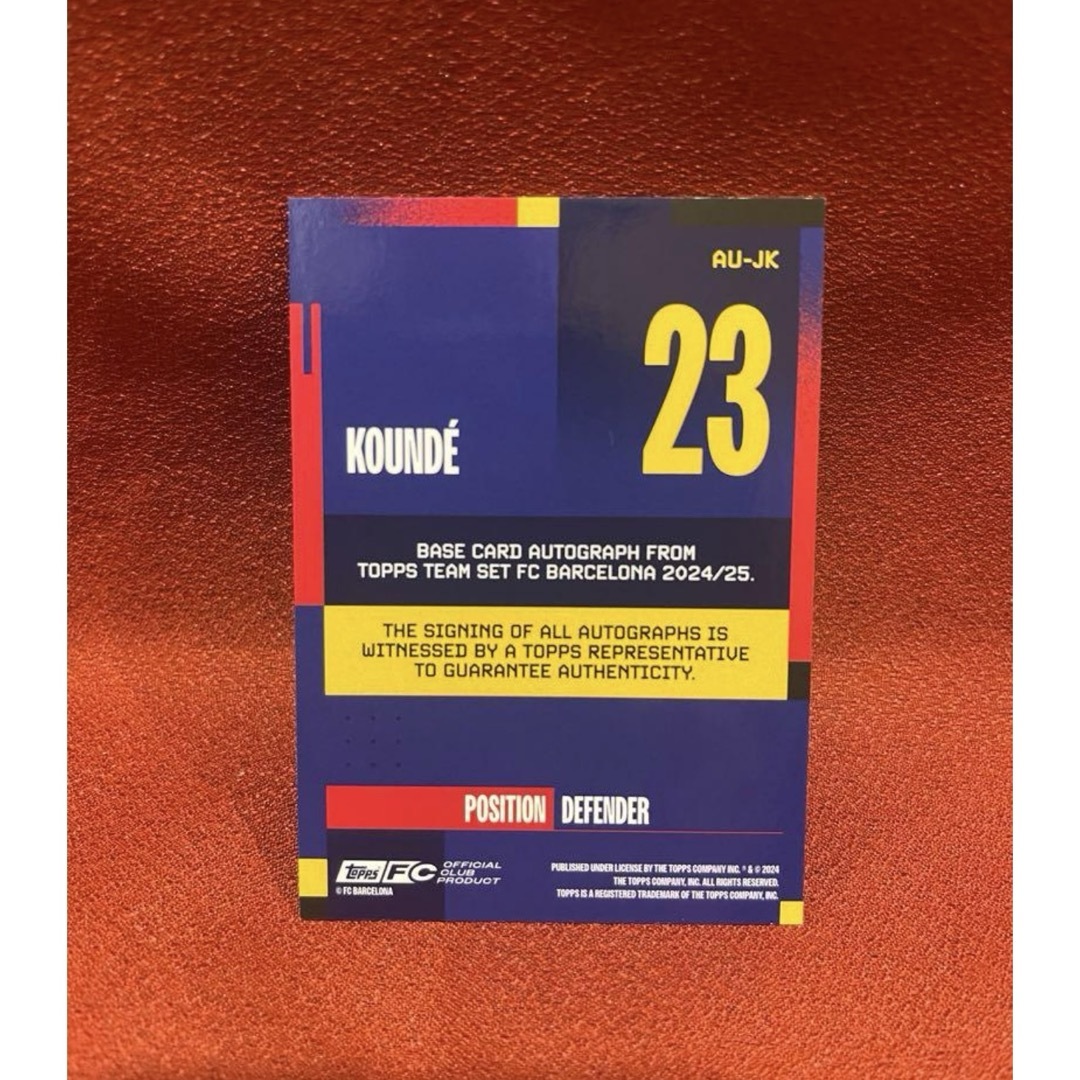 AU-JK
23
KOUNDÉ
BASE CARD AUTOGRAPH FROM
TOPPS TEAM SET FC BARCELONA 2024/25.
THE SIGNING OF ALL AUTOGRAPHS IS
WITNESSED BY A TOPPS REPRESENTATIVE
TO GUARANTEE AUTHENTICITY.
POSITION DEFENDER
TOPPS FC OFFICIAL
CLUB
PRODUCT
© FC BARCELONA
PUBLISHED UNDER LICENSE BY THE TOPPS COMPANY INC. ® & © 2024
THE TOPPS COMPANY, INC. ALL RIGHTS RESERVED.
TOPPS IS A REGISTERED TRADEMARK OF THE TOPPS COMPANY, INC.